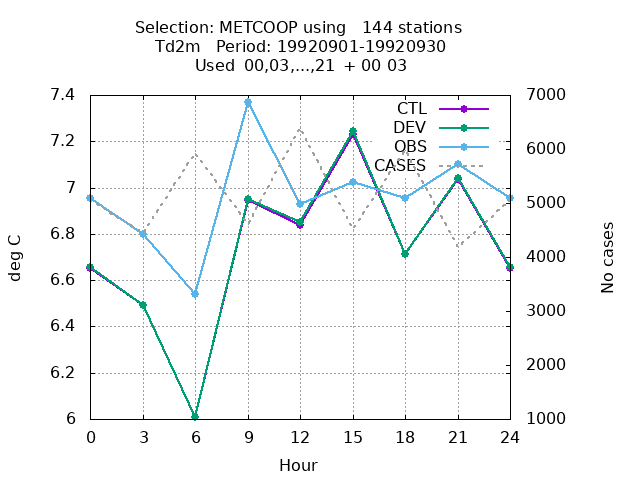 Selection: METCOOP using   144 stations
Td2m   Period: 19920901-19920930
Used  00,03,...,21  + 00 03
7.4
7.2
7
6.8
6.6
6.4
6.2
6
deg C
7000
6000
5000
4000
3000
2000
1000
No cases
CTL
DEV
OBS
CASES
0 3 6 9 12 15 18 21 24
Hour